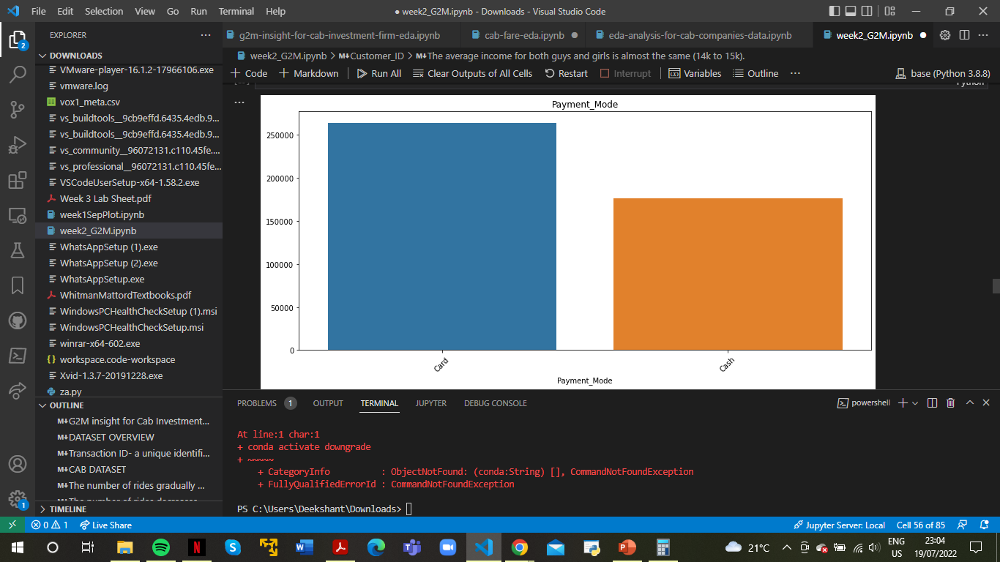 File Edit Selection View Go Run Terminal Help
● week2_G2M.ipynb - Downloads - Visual Studio Code
EXPLORER
g2m-insight-for-cab-investment-firm-eda.ipynb
cab-fare-eda.ipynb
eda-analysis-for-cab-companies-data.ipynb
week2_G2M.ipynb
week2_G2M.ipynb > M↓Customer_ID > M↓The average income for both guys and girls is almost the same (14k to 15k).
+ Code + Markdown Run All Clear Outputs of All Cells Restart Interrupt Variables Outline ...
base (Python 3.8.8)
Python
2
DOWNLOADS
VMware-player-16.1.2-17966106.exe
vmware.log
vox1_meta.csv
vs_buildtools__9cb9effd.6435.4edb.9...
vs_buildtools__9cb9effd.6435.4edb.9...
vs_community__96072131.c110.45fe....
vs_professional__96072131.c110.45fe...
VSCodeUserSetup-x64-1.58.2.exe
Week 3 Lab Sheet.pdf
week1SepPlot.ipynb
week2_G2M.ipynb
WhatsAppSetup (1).exe
WhatsAppSetup (2).exe
WhatsAppSetup.exe
WhitmanMattordTextbooks.pdf
WindowsPCHealthCheckSetup (1).msi
WindowsPCHealthCheckSetup.msi
winrar-x64-602.exe
workspace.code-workspace
Xvid-1.3.7-20191228.exe
za.py
OUTLINE
M↓G2M insight for Cab Investment...
M↓DATASET OVERVIEW
M↓Transaction ID- a unique identifi...
M↓CAB DATASET
M↓The number of rides gradually ...
M↓The number of rides decreases
TIMELINE
1
Payment_Mode
250000
200000
150000
100000
50000
0
Card
Cash
Payment_Mode
PROBLEMS 1 OUTPUT TERMINAL JUPYTER DEBUG CONSOLE
powershell
At line:1 char:1
+ conda activate downgrade
+ ~~~~~
+ CategoryInfo : ObjectNotFound: (conda:String) [], CommandNotFoundException
+ FullyQualifiedErrorId : CommandNotFoundException
PS C:\Users\Deekshant\Downloads>
0 1 Live Share
Jupyter Server: Local Cell 56 of 85
21°C
ENG
US
23:04
19/07/2022